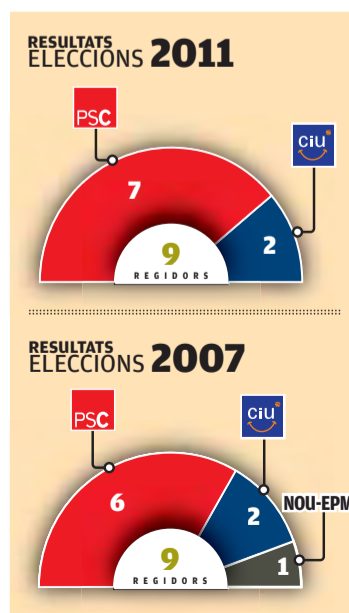 RESULTATS
ELECCIONS 2011
PSC
ciu
7
2
9
REGIDORS
RESULTATS
ELECCIONS 2007
PSC
ciu
NOU-EPM
6
2
1
9
REGIDORS